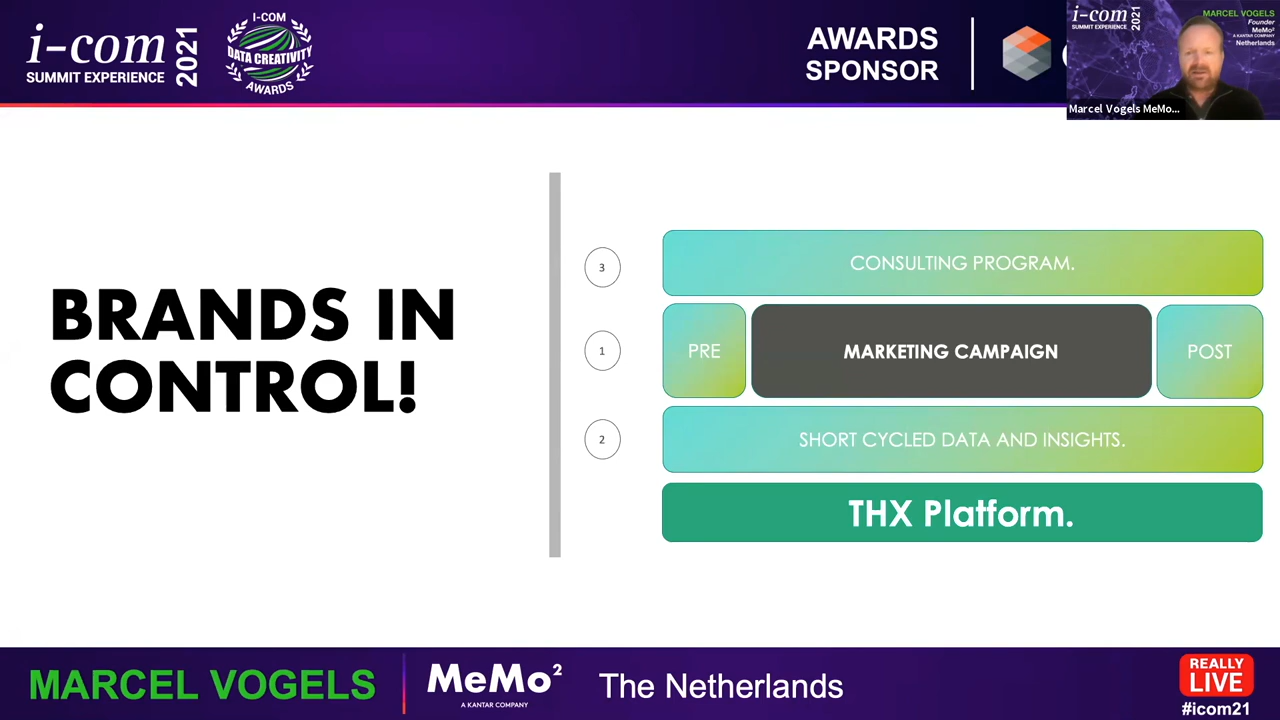 i-com
SUMMIT EXPERIENCE
2021
I-COM
DATA CREATIVITY
AWARDS
AWARDS
SPONSOR
i-com
SUMMIT EXPERIENCE
2021
MARCEL VOGELS
Founder
MeMo²
A KANTAR COMPANY
Netherlands
Marcel Vogels MeMo...
BRANDS IN
CONTROL!
3
CONSULTING PROGRAM.
1
PRE
MARKETING CAMPAIGN
POST
2
SHORT CYCLED DATA AND INSIGHTS.
THX Platform.
MARCEL VOGELS
MeMo²
A KANTAR COMPANY
The Netherlands
REALLY
LIVE
#icom21